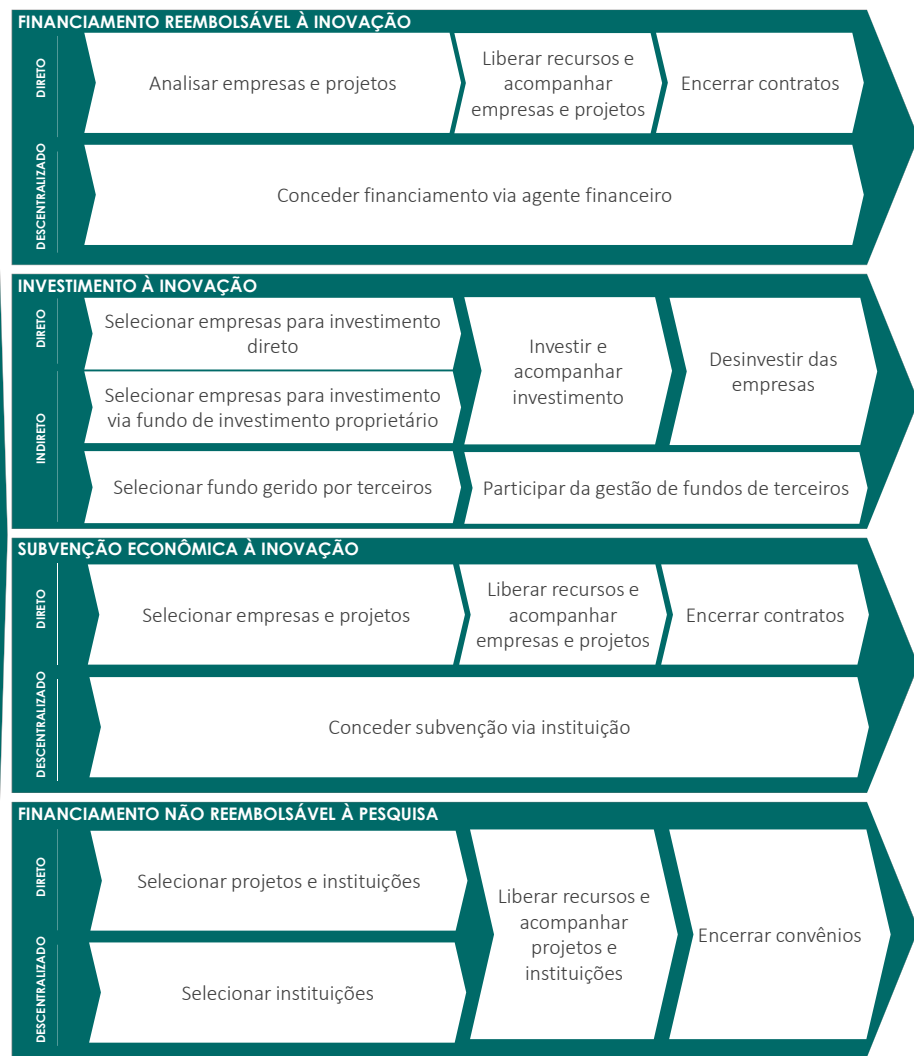 FINANCIAMENTO REEMBOLSÁVEL À INOVAÇÃO
DIRETO
Analisar empresas e projetos
Liberar recursos e
acompanhar
empresas e projetos
Encerrar contratos
DESCENTRALIZADO
Conceder financiamento via agente financeiro
INVESTIMENTO À INOVAÇÃO
DIRETO
Selecionar empresas para investimento
direto
INDIRETO
Selecionar empresas para investimento
via fundo de investimento proprietário
Investir e
acompanhar
investimento
Desinvestir das
empresas
Selecionar fundo gerido por terceiros
Participar da gestão de fundos de terceiros
SUBVENÇÃO ECONÔMICA À INOVAÇÃO
DIRETO
Selecionar empresas e projetos
Liberar recursos e
acompanhar
empresas e projetos
Encerrar contratos
DESCENTRALIZADO
Conceder subvenção via instituição
FINANCIAMENTO NÃO REEMBOLSÁVEL À PESQUISA
DIRETO
Selecionar projetos e instituições
DESCENTRALIZADO
Selecionar instituições
Liberar recursos e
acompanhar
projetos e
instituições
Encerrar convênios